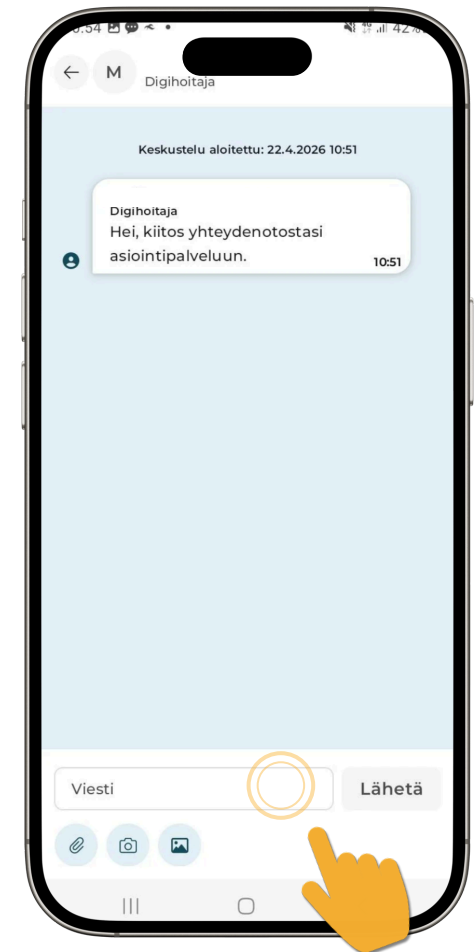 M
Digihoitaja
Keskustelu aloitettu: 22.4.2026 10:51
Digihoitaja
Hei, kiitos yhteydenotostasi
asiointipalveluun.
10:51
Viesti
Lähetä